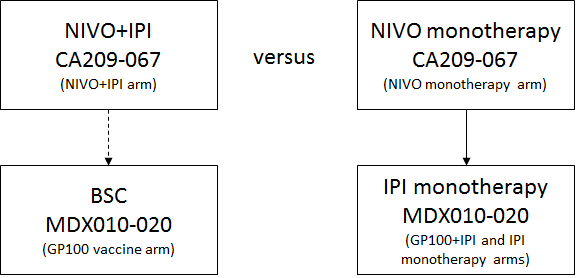 NIVO+IPI
CA209-067
(NIVO+IPI arm)
versus
NIVO monotherapy
CA209-067
(NIVO monotherapy arm)
BSC
MDX010-020
(GP100 vaccine arm)
IPI monotherapy
MDX010-020
(GP100+IPI and IPI
monotherapy arms)